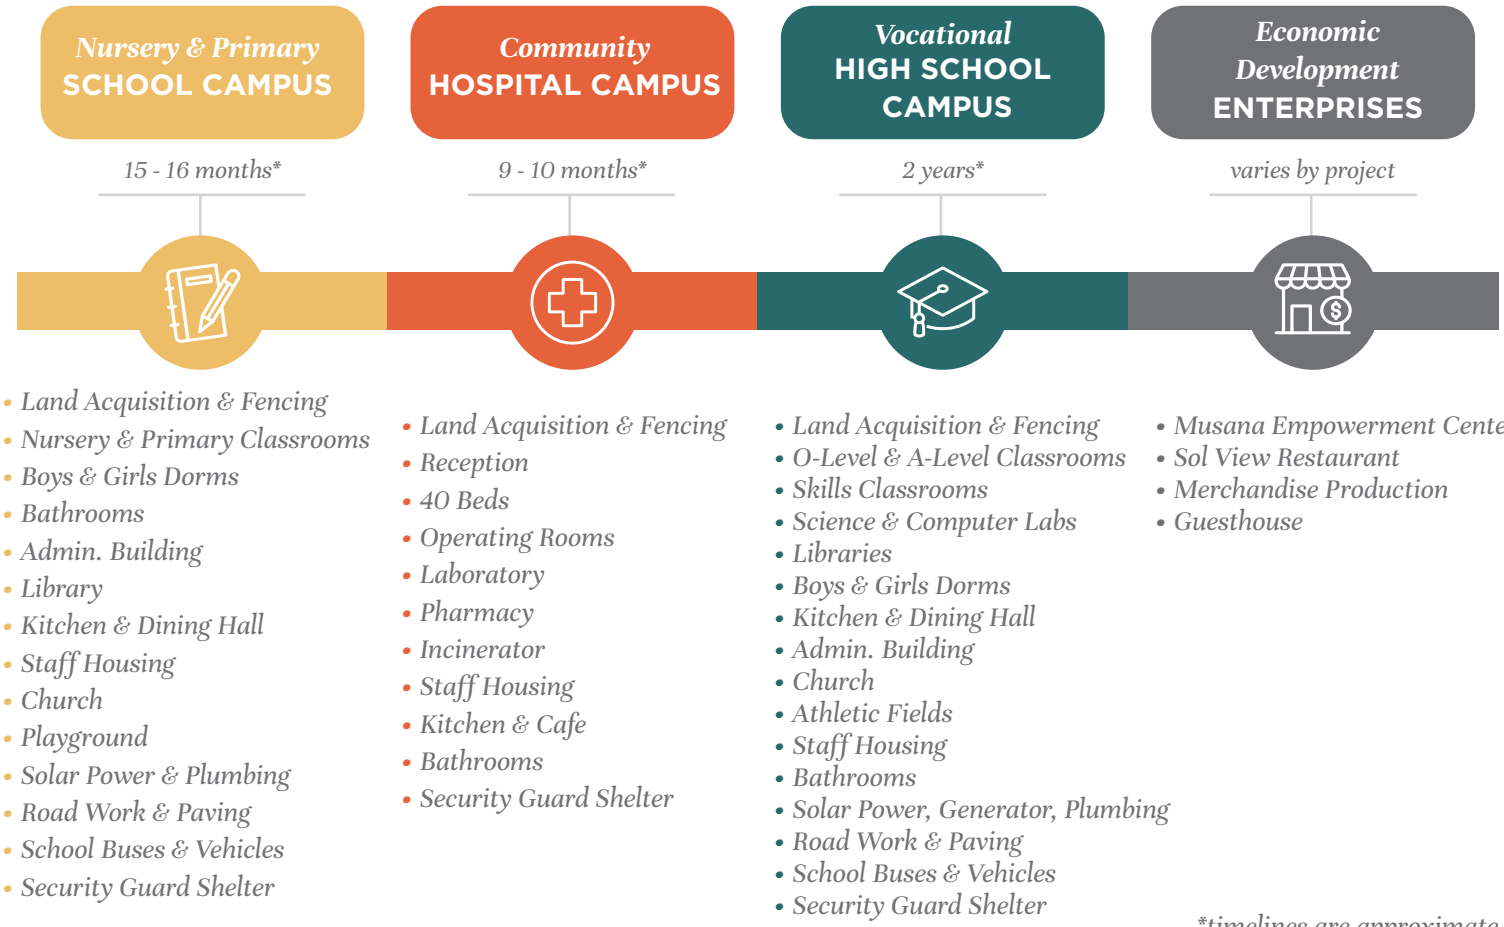 Nursery & Primary
SCHOOL CAMPUS
15 - 16 months*
• Land Acquisition & Fencing
• Nursery & Primary Classrooms
• Boys & Girls Dorms
• Bathrooms
• Admin. Building
• Library
• Kitchen & Dining Hall
• Staff Housing
• Church
• Playground
• Solar Power & Plumbing
• Road Work & Paving
• School Buses & Vehicles
• Security Guard Shelter
Community
HOSPITAL CAMPUS
9 - 10 months*
• Land Acquisition & Fencing
• Reception
• 40 Beds
• Operating Rooms
• Laboratory
• Pharmacy
• Incinerator
• Staff Housing
• Kitchen & Cafe
• Bathrooms
• Security Guard Shelter
Vocational
HIGH SCHOOL
CAMPUS
2 years*
• Land Acquisition & Fencing
• O-Level & A-Level Classrooms
• Skills Classrooms
• Science & Computer Labs
• Libraries
• Boys & Girls Dorms
• Kitchen & Dining Hall
• Admin. Building
• Church
• Athletic Fields
• Staff Housing
• Bathrooms
• Solar Power, Generator, Plumbing
• Road Work & Paving
• School Buses & Vehicles
• Security Guard Shelter
Economic
Development
ENTERPRISES
varies by project
$
• Musana Empowerment Cente
• Sol View Restaurant
• Merchandise Production
• Guesthouse
*timelines are approximate